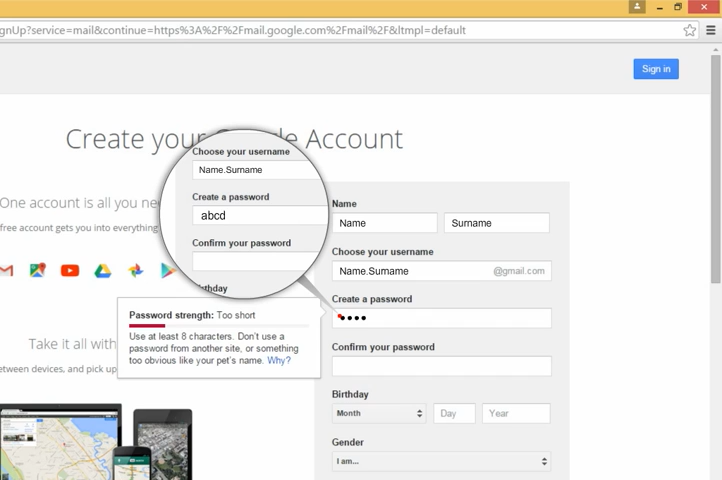 gnUp?service=mail&continue=https%3A%2F%2Fmail.google.com%2Fmail%2F&ltmpl=default
Sign in
Create your Account
One account is all you
free account gets you into everything
Choose your username
Name.Surname
Create a password
abcd
Confirm your password
Name
Name
Surname
Choose your username
Name.Surname
@gmail.com
Create a password
Password strength: Too short
Use at least 8 characters. Don't use a
password from another site, or something
too obvious like your pet's name. Why?
Confirm your password
Take it all with
etween devices, and pick up
Birthday
Month
Day
Year
Gender
I am...